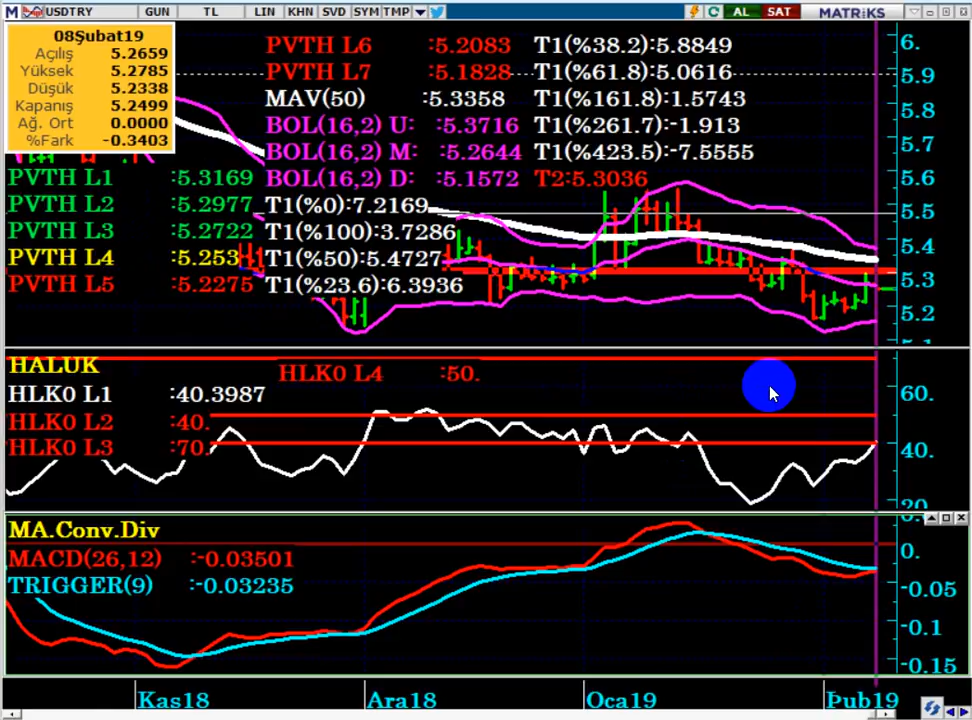 M USDTRY GUN TL LIN KHN SVD SYM TMP AL SAT MATRiKS
08Şubat19
Açılış 5.2659
Yüksek 5.2785
Düşük 5.2338
Kapanış 5.2499
Ağ. Ort 0.0000
%Fark -0.3403
PVTH L1 :5.3169
PVTH L2 :5.2977
PVTH L3 :5.2722
PVTH L4 :5.253
PVTH L5 :5.2275
PVTH L6 :5.2083
PVTH L7 :5.1828
MAV(50) :5.3358
BOL(16,2) U: :5.3716
BOL(16,2) M: :5.2644
BOL(16,2) D: :5.1572
T1(%0):7.2169
T1(%100):3.7286
T1(%50):5.4727
T1(%23.6):6.3936
T1(%38.2):5.8849
T1(%61.8):5.0616
T1(%161.8):1.5743
T1(%261.7):-1.913
T1(%423.5):-7.5555
T2:5.3036
6.
5.9
5.8
5.7
5.6
5.5
5.4
5.3
5.2
HALUK
HLK0 L1 :40.3987
HLK0 L2 :40.
HLK0 L3 :70.
HLK0 L4 :50.
60.
40.
20.
MA.Conv.Div
MACD(26,12) :-0.03501
TRIGGER(9) :-0.03235
0.
-0.05
-0.1
-0.15
Kas18 Ara18 Oca19 Þub19